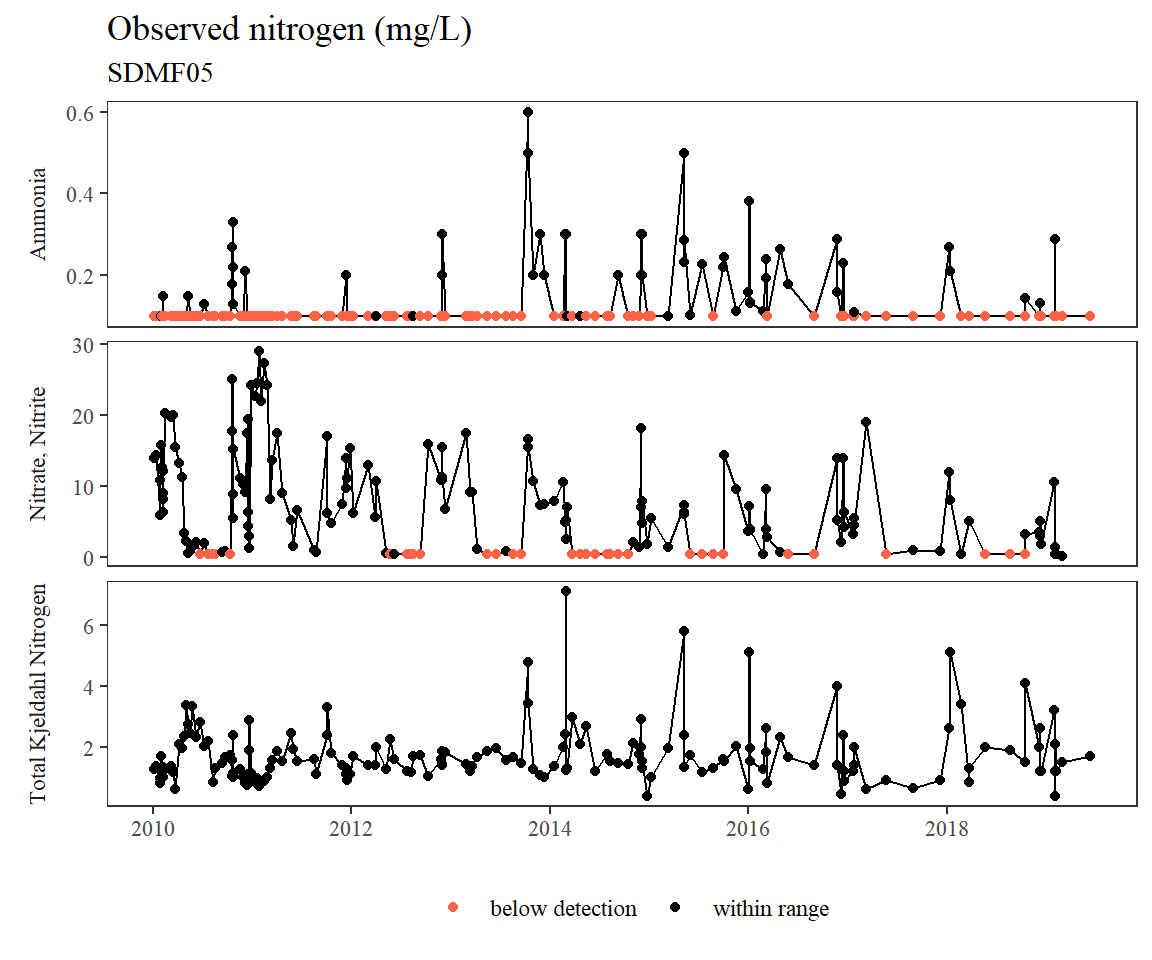 Observed nitrogen (mg/L)
SDMF05
Ammonia
0.6
0.4
0.2
Nitrate, Nitrite
30
20
10
0
Total Kjeldahl Nitrogen
6
4
2
2010 2012 2014 2016 2018
below detection within range